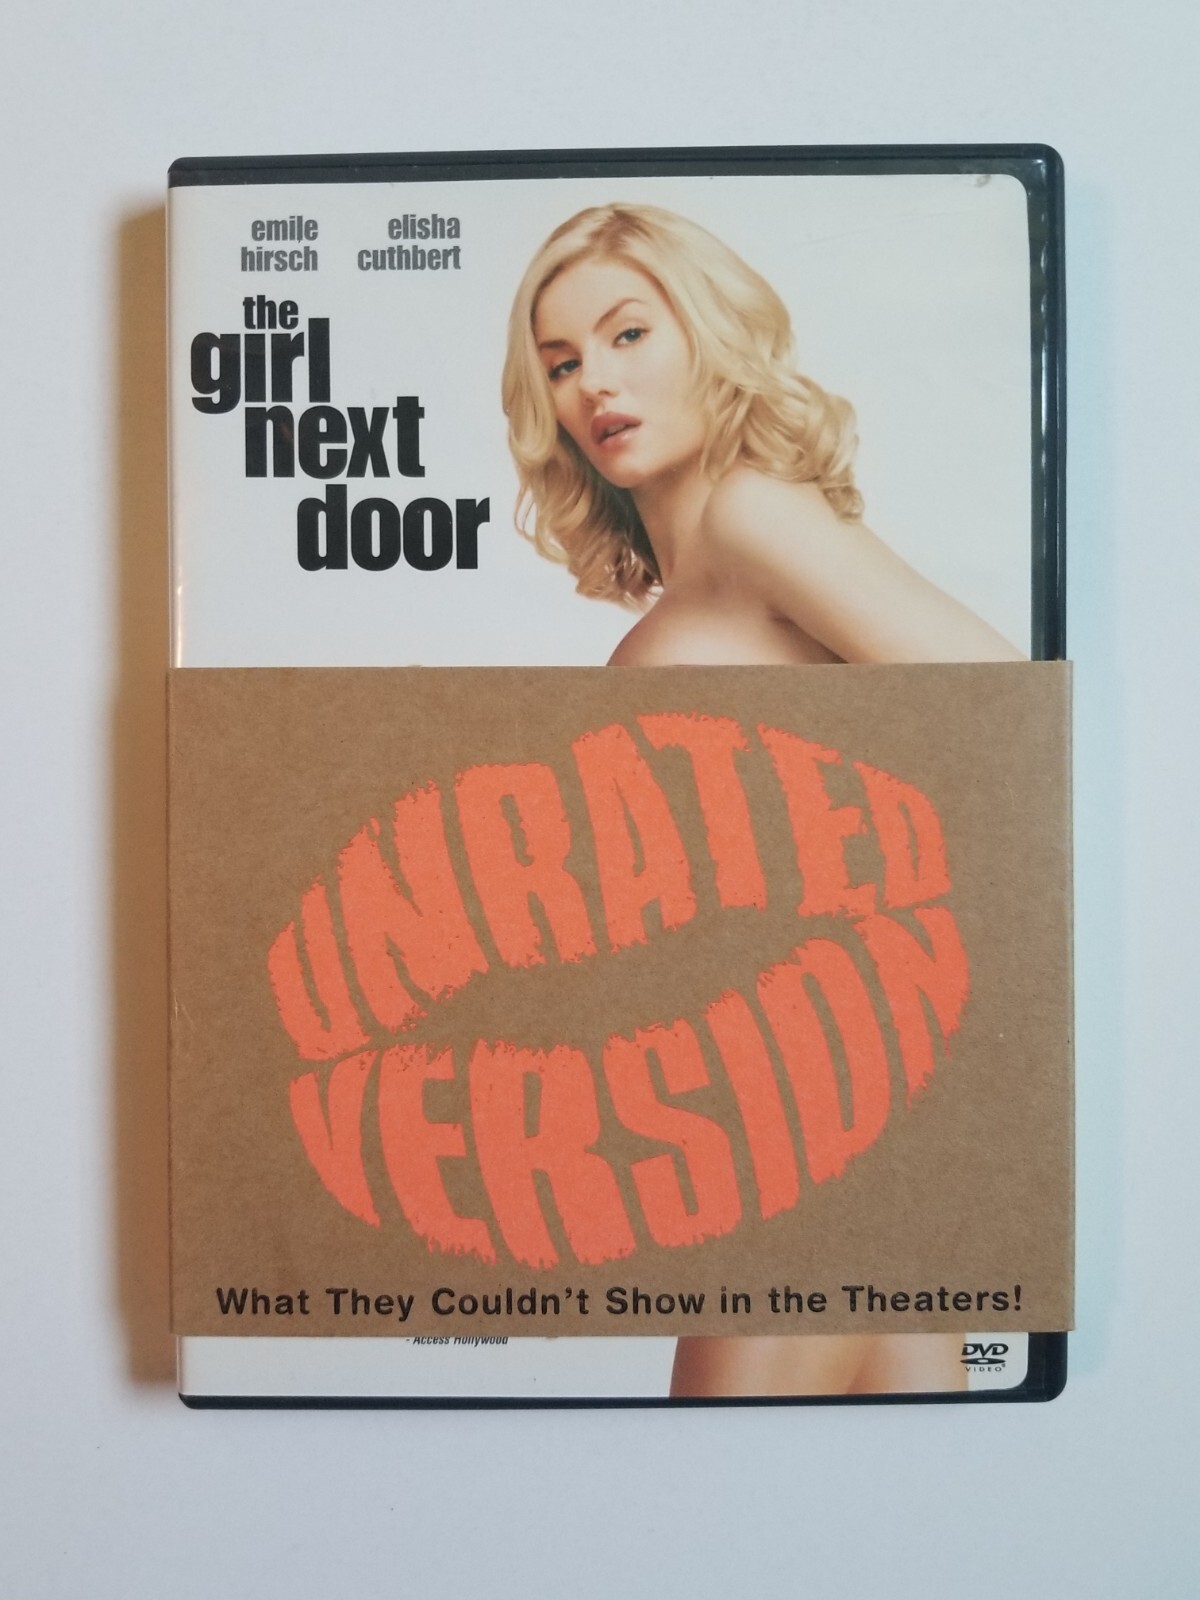 emile elisha
hirsch cuthbert
the
girl
next
door
UNRATED
VERSION
What They Couldn't Show in the Theaters!
- Access Hollywood
DVD
VIDEO